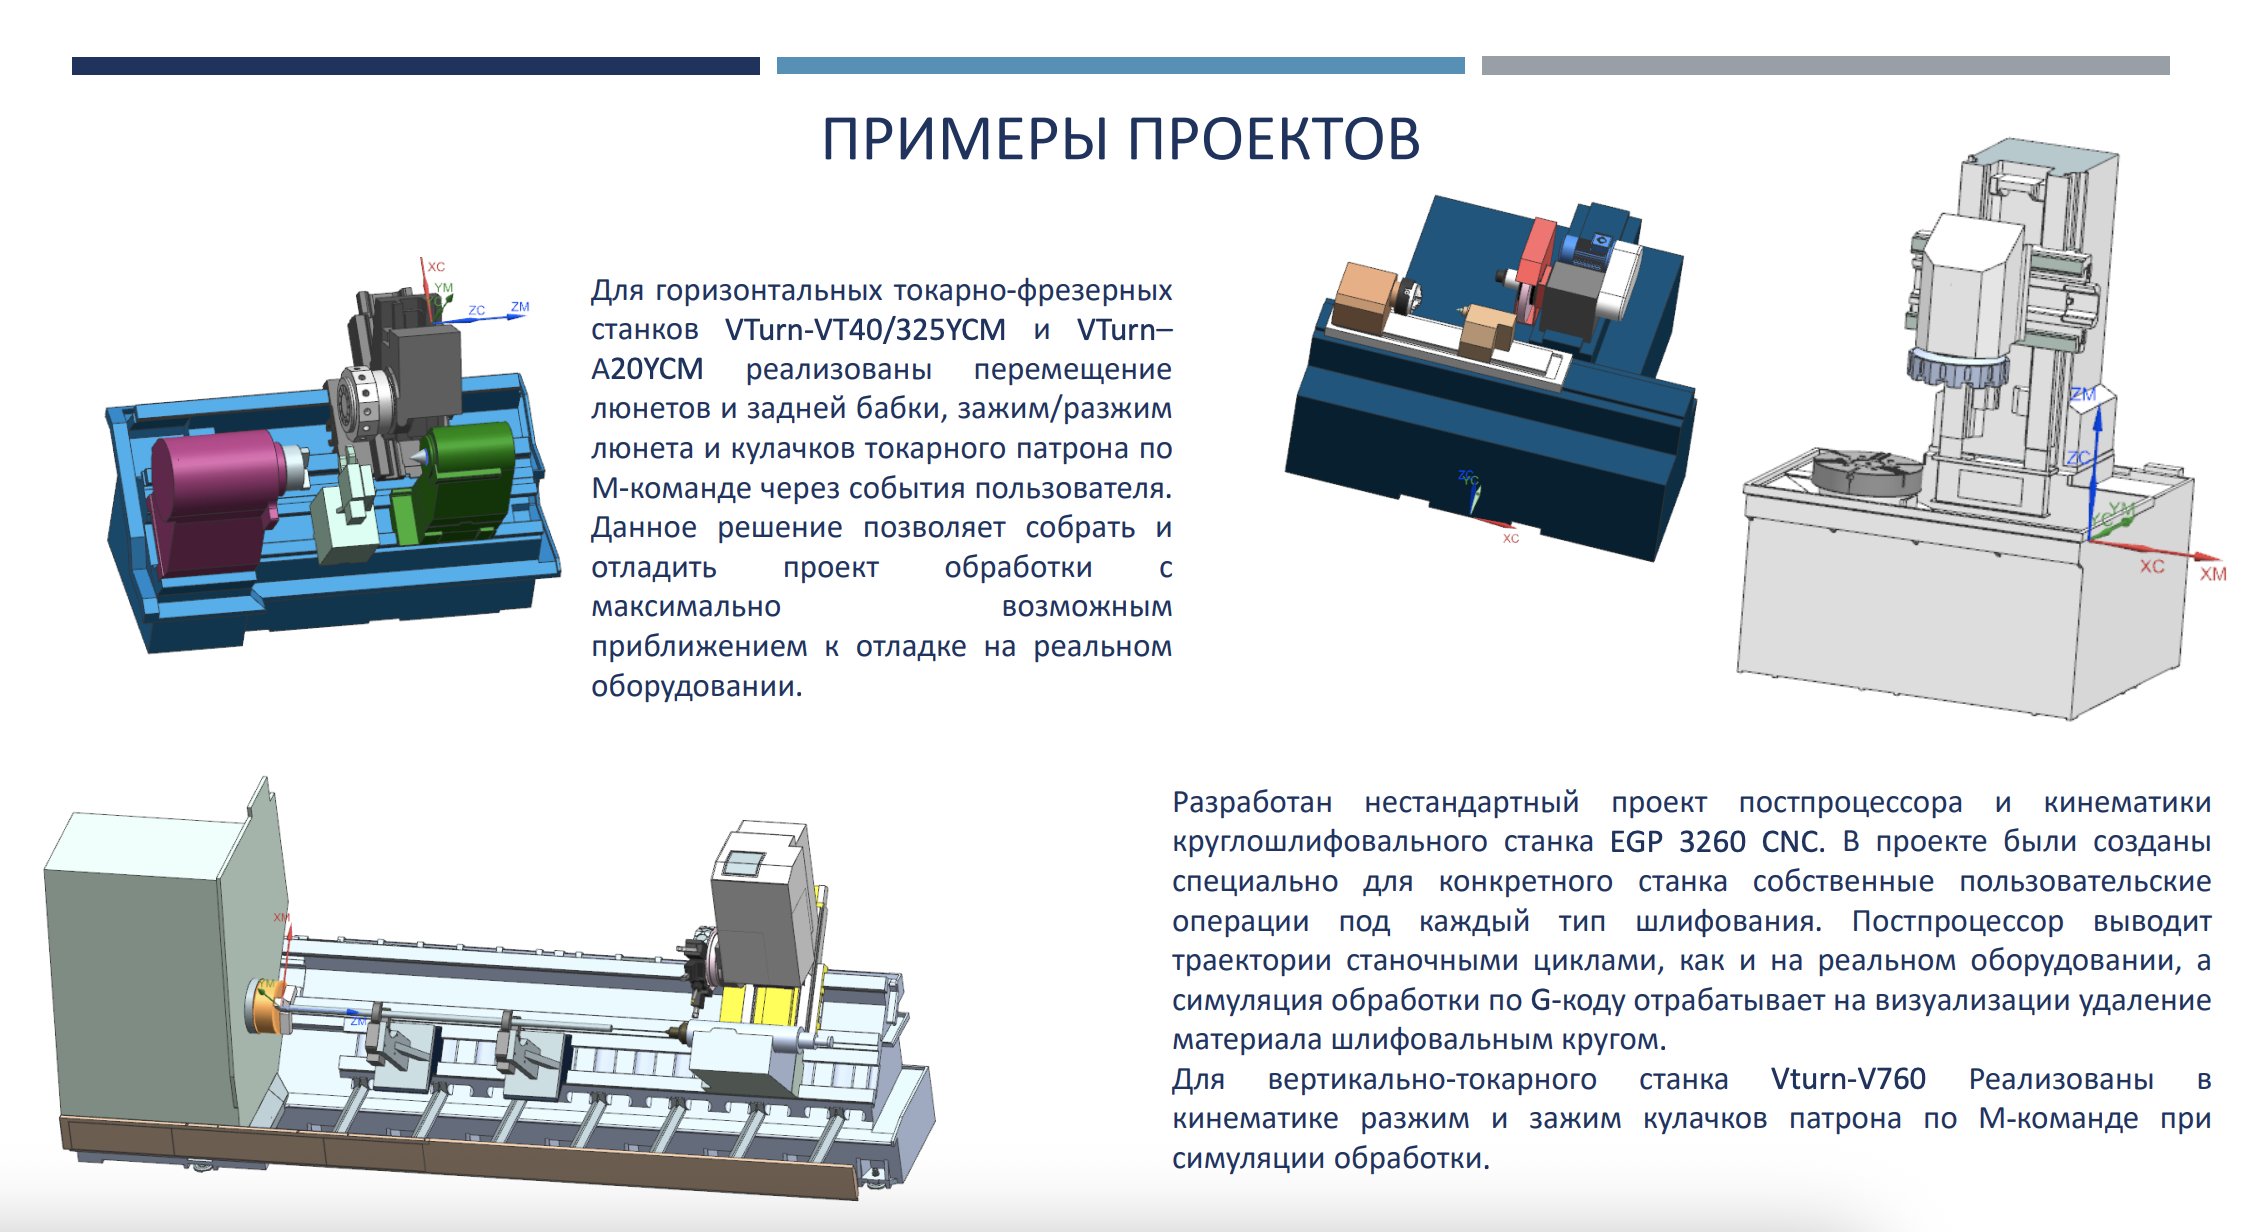 ПРИМЕРЫ ПРОЕКТОВ
Для горизонтальных токарно-фрезерных
станков VTurn-VT40/325YCM и VTurn–
A20YCM реализованы перемещение
люнетов и задней бабки, зажим/разжим
люнета и кулачков токарного патрона по
М-команде через события пользователя.
Данное решение позволяет собрать и
отладить проект обработки с
максимально возможным
приближением к отладке на реальном
оборудовании.
XC
YM
ZC
ZM
ZC
YC
XC
ZM
ZC
YC
YM
XC
XM
XM
YM
ZM
Разработан нестандартный проект постпроцессора и кинематики
круглошлифовального станка EGP 3260 CNC. В проекте были созданы
специально для конкретного станка собственные пользовательские
операции под каждый тип шлифования. Постпроцессор выводит
траектории станочными циклами, как и на реальном оборудовании, а
симуляция обработки по G-коду отрабатывает на визуализации удаление
материала шлифовальным кругом.
Для вертикально-токарного станка Vturn-V760 Реализованы в
кинематике разжим и зажим кулачков патрона по М-команде при
симуляции обработки.